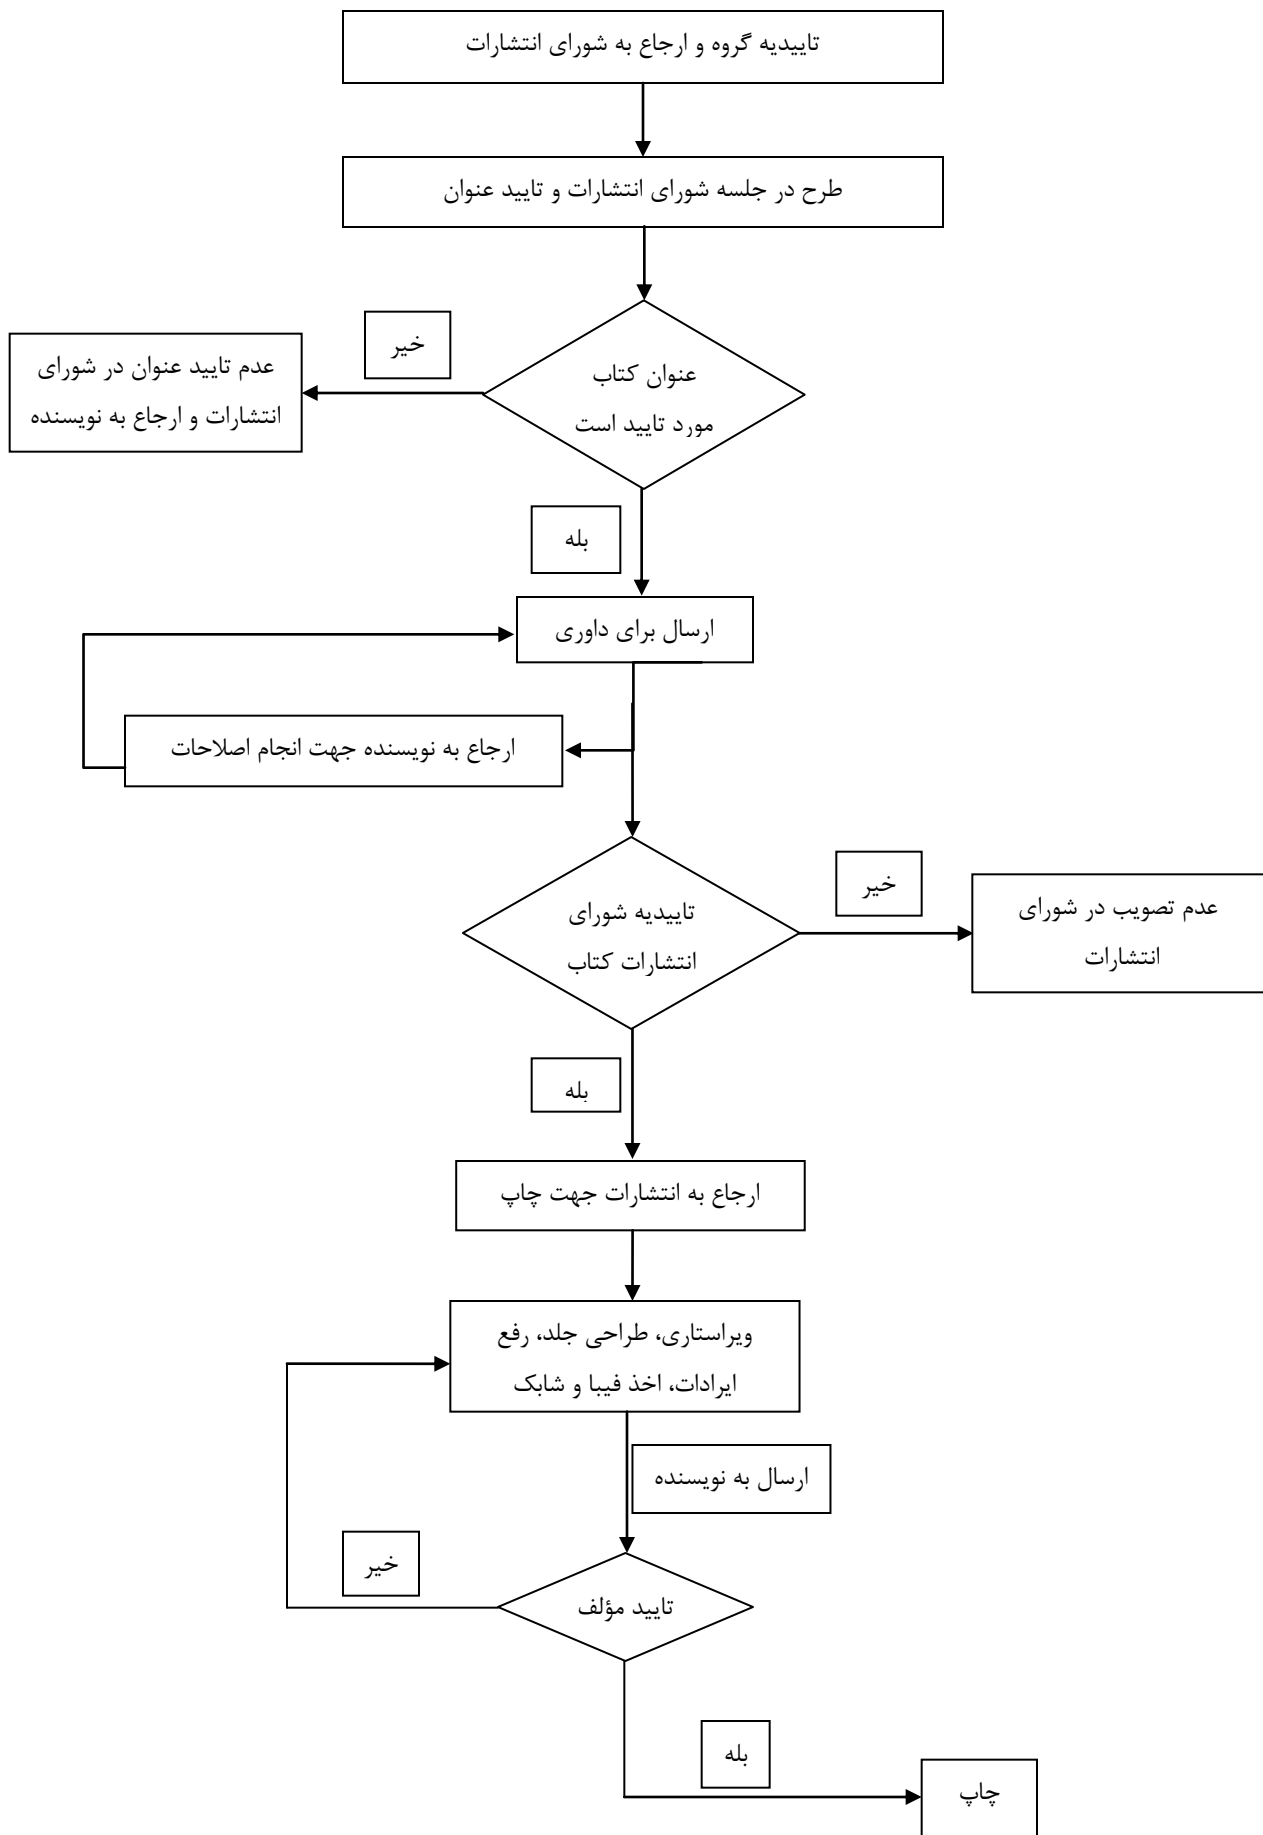 تاییدیه گروه و ارجاع به شورای انتشارات
طرح در جلسه شورای انتشارات و تایید عنوان
عنوان کتاب
مورد تایید است
خیر
عدم تایید عنوان در شورای
انتشارات و ارجاع به نویسنده
بله
ارسال برای داوری
ارجاع به نویسنده جهت انجام اصلاحات
تاییدیه شورای
انتشارات کتاب
خیر
عدم تصویب در شورای
انتشارات
بله
ارجاع به انتشارات جهت چاپ
ویراستاری، طراحی جلد، رفع
ایرادات، اخذ فیبا و شابک
ارسال به نویسنده
خیر
تایید مؤلف
بله
چاپ